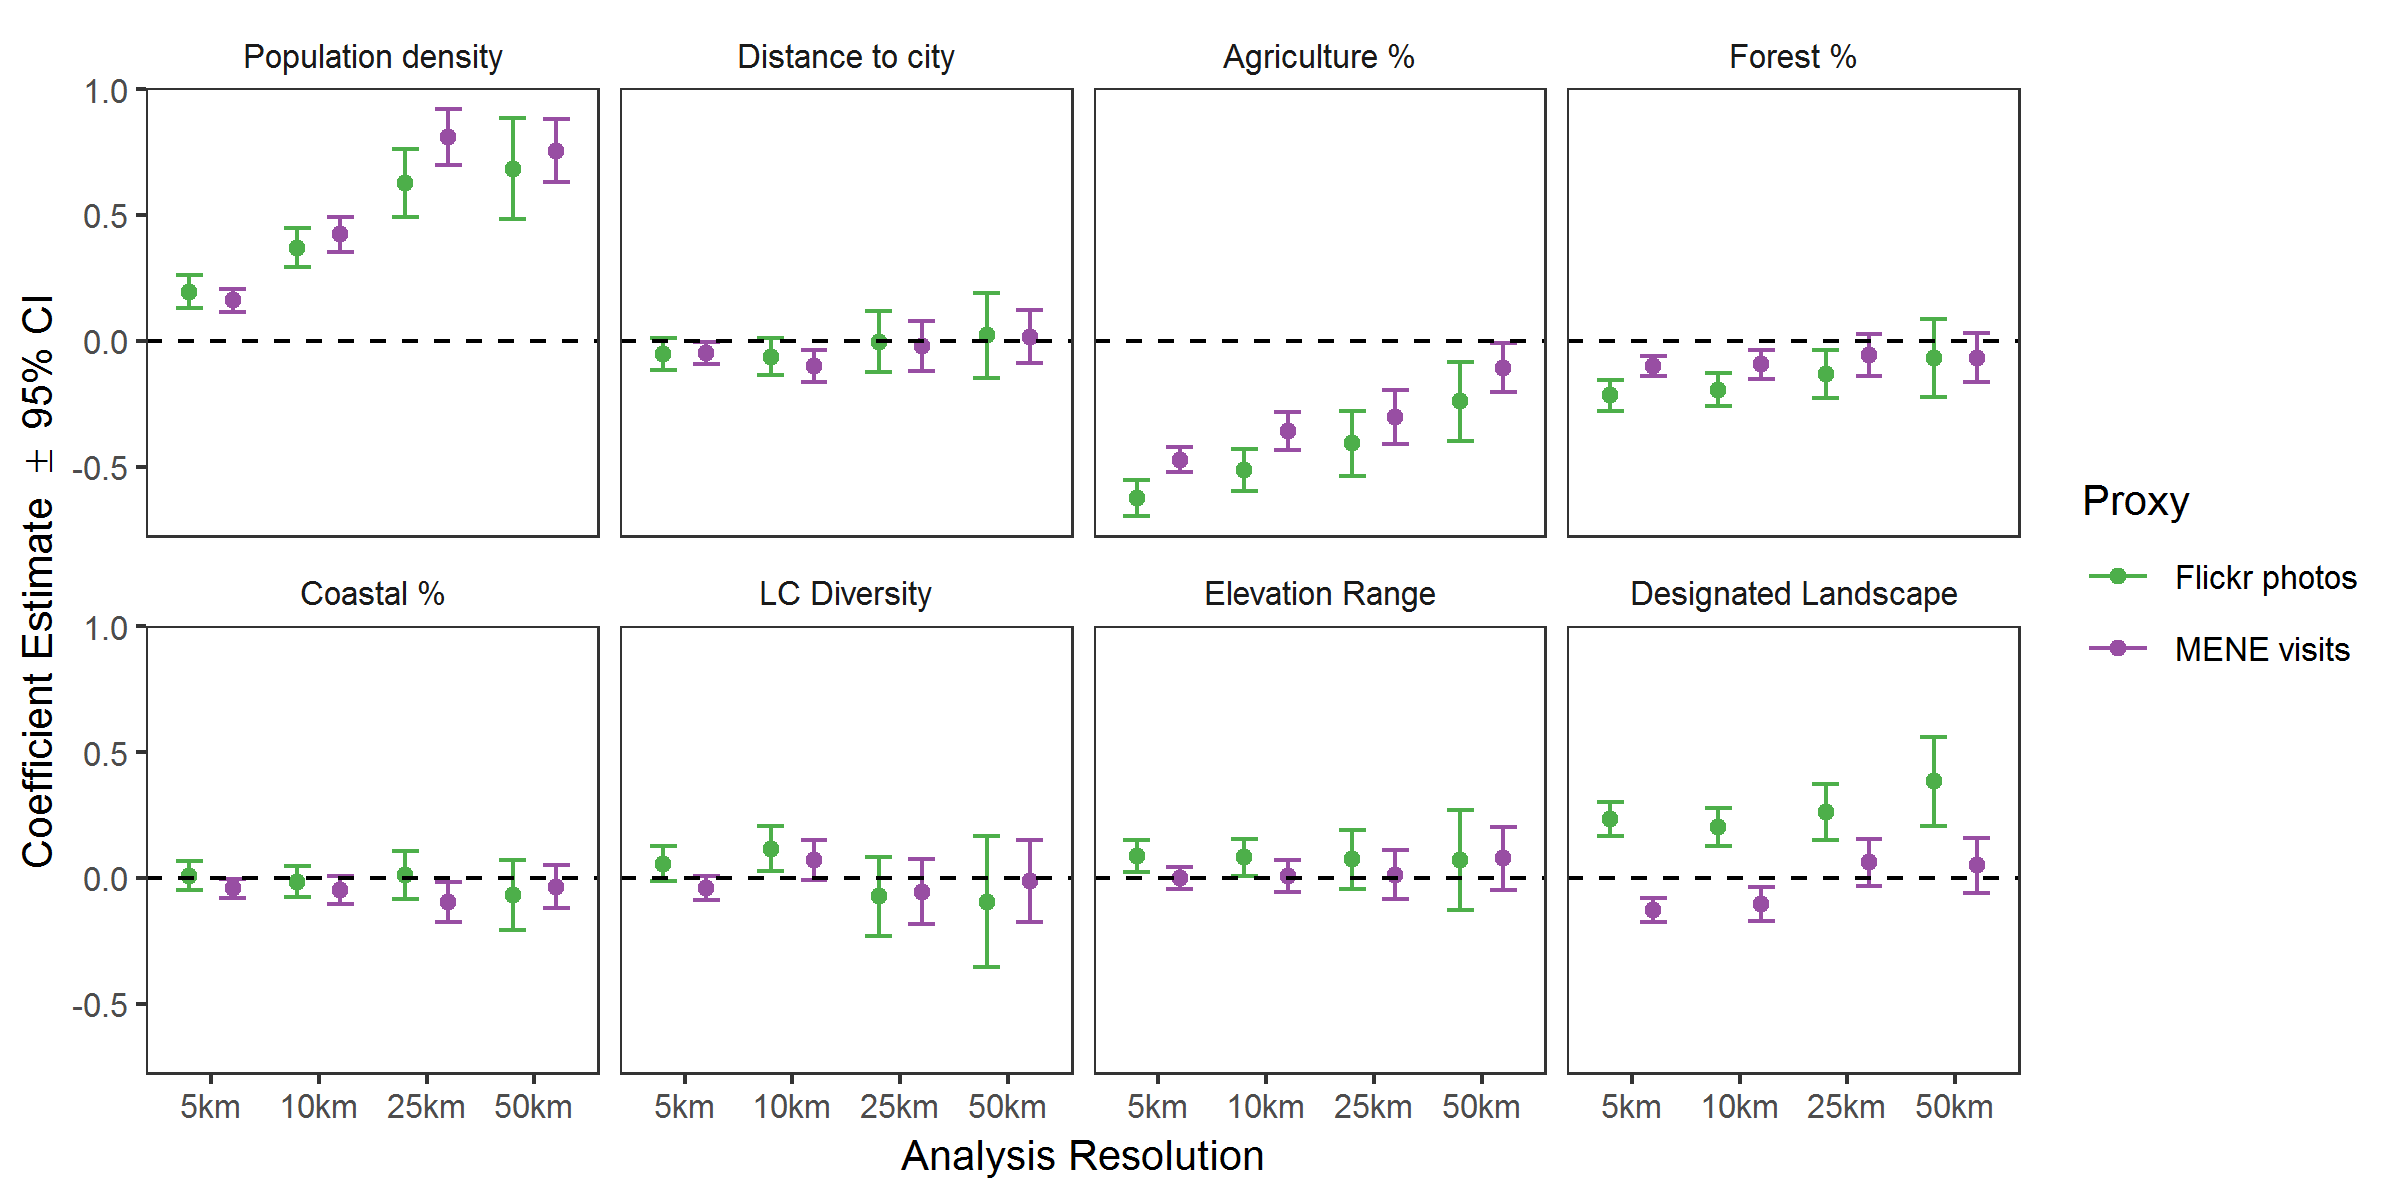 Population density
Distance to city
Agriculture %
Forest %
1.0
0.5
0.0
-0.5
Coastal %
LC Diversity
Elevation Range
Designated Landscape
1.0
0.5
0.0
-0.5
5km 10km 25km 50km
5km 10km 25km 50km
5km 10km 25km 50km
5km 10km 25km 50km
Analysis Resolution
Coefficient Estimate ± 95% CI
Proxy
Flickr photos
MENE visits